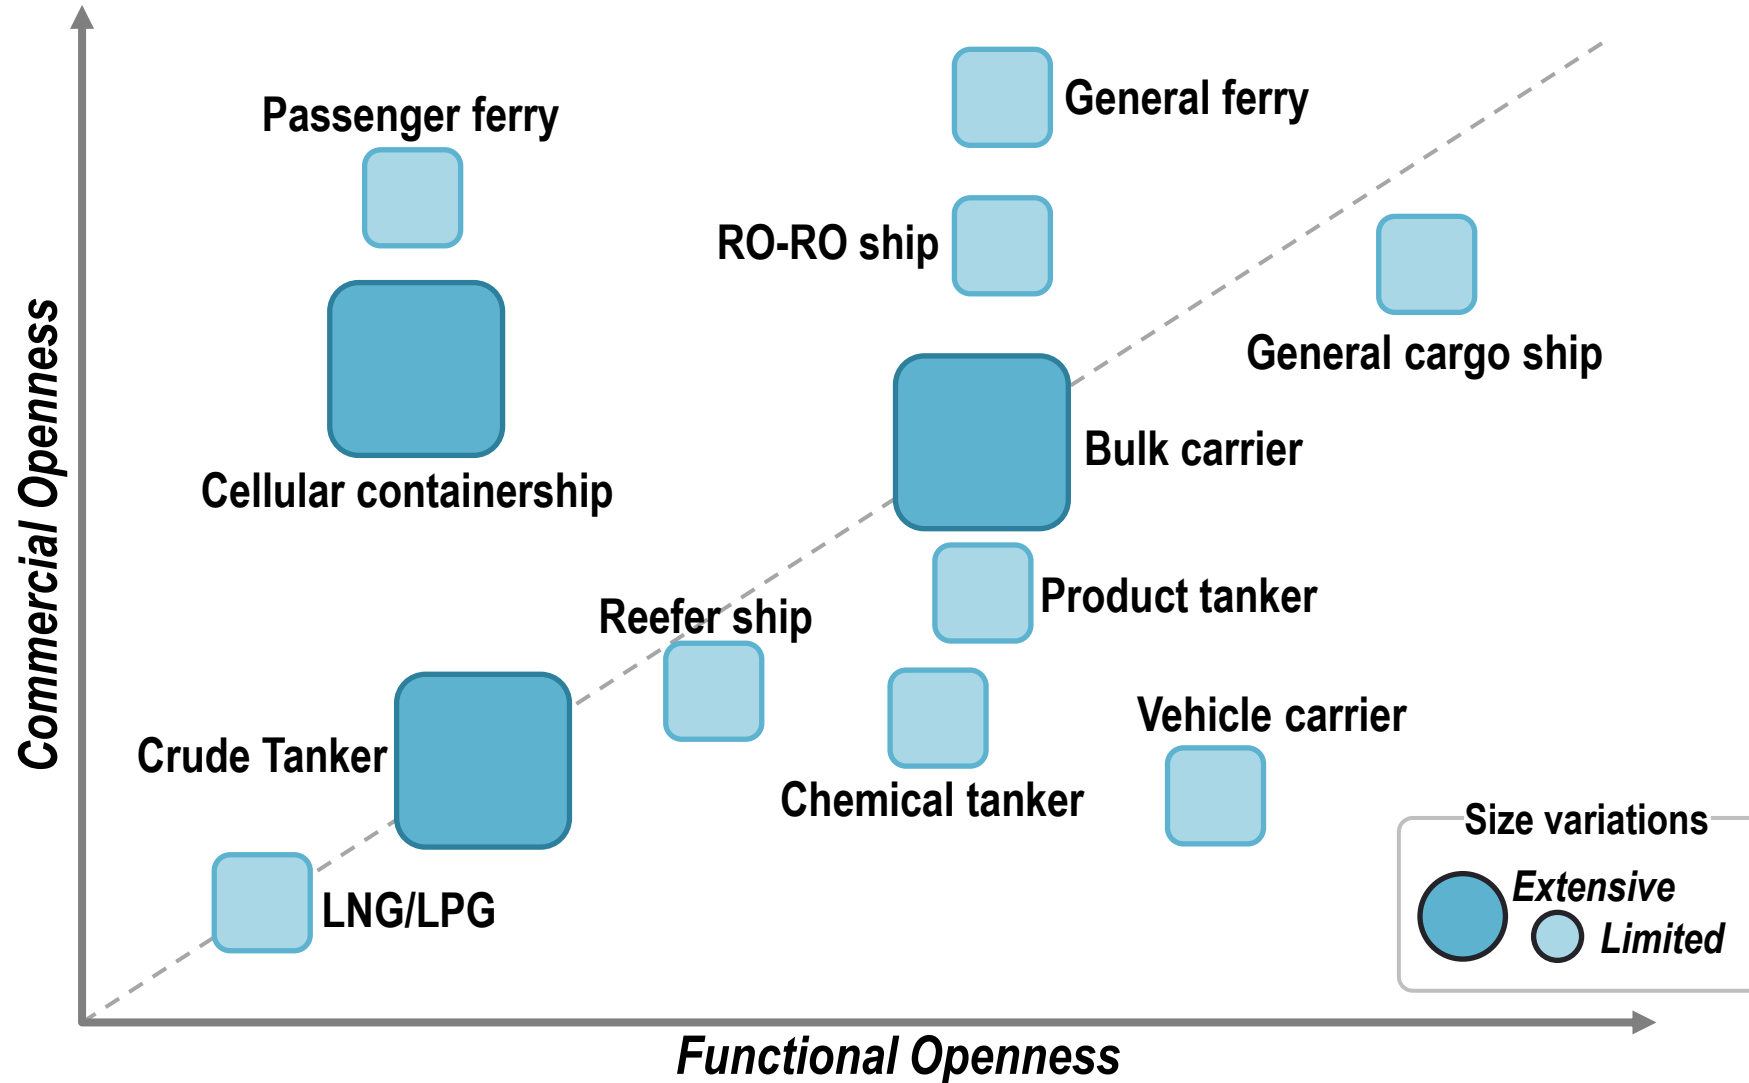 General ferry
Passenger ferry
RO-RO ship
General cargo ship
Bulk carrier
Cellular containership
Commercial Openness
Product tanker
Reefer ship
Vehicle carrier
Crude Tanker
Chemical tanker
Size variations
Extensive
Limited
LNG/LPG
Functional Openness